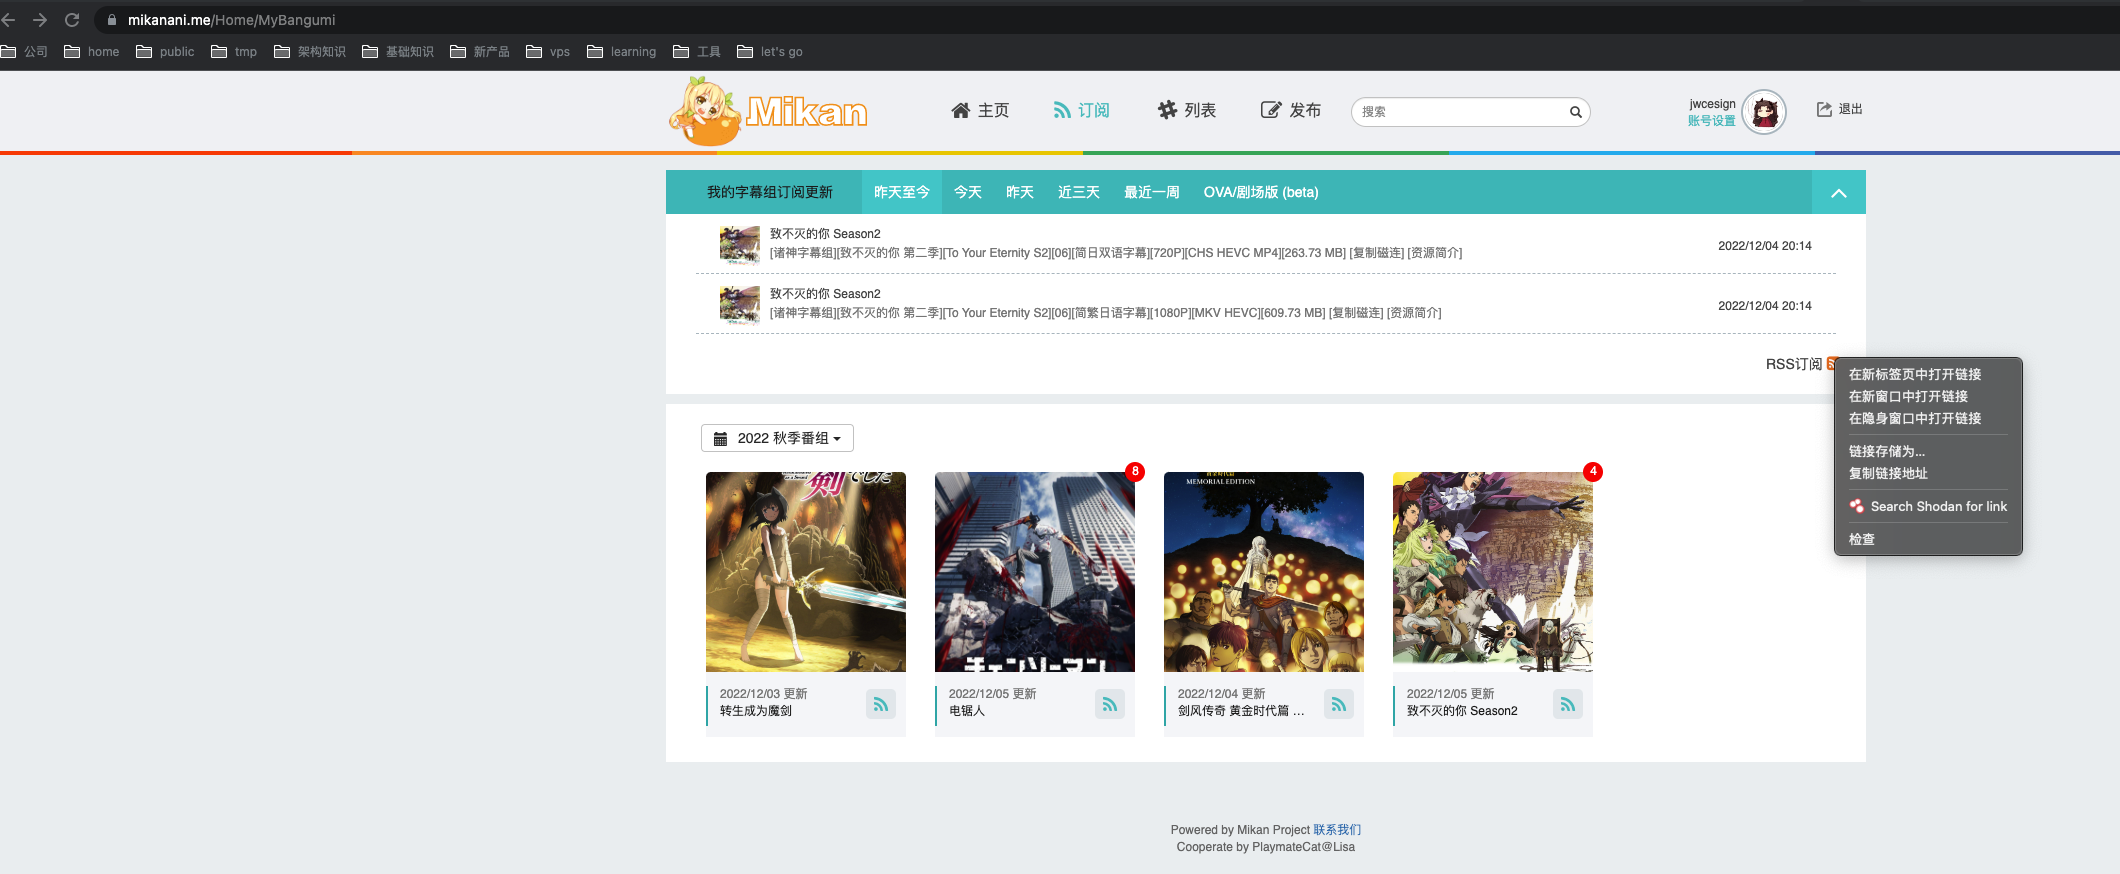 mikanani.me/Home/MyBangumi
公司 home public tmp 架构知识 基础知识 新产品 vps learning 工具 let's go
Mikan 主页 订阅 列表 发布 搜索 jwcesign 退出
账号设置
我的字幕组订阅更新 昨天至今 今天 昨天 近三天 最近一周 OVA/剧场版 (beta)
致不灭的你 Season2
[诸神字幕组][致不灭的你 第二季][To Your Eternity S2][06][简日双语字幕][720P][CHS HEVC MP4][263.73 MB] [复制磁连] [资源简介] 2022/12/04 20:14
致不灭的你 Season2
[诸神字幕组][致不灭的你 第二季][To Your Eternity S2][06][简繁日语字幕][1080P][MKV HEVC][609.73 MB] [复制磁连] [资源简介] 2022/12/04 20:14
RSS订阅
在新标签页中打开链接
在新窗口中打开链接
在隐身窗口中打开链接
链接存储为...
复制链接地址
Search Shodan for link
检查
2022 秋季番组
剣でした
8
チェンソーマン
MEMORIAL EDITION
4
2022/12/03 更新
转生成为魔剑
2022/12/05 更新
电锯人
2022/12/04 更新
剑风传奇 黄金时代篇 ...
2022/12/05 更新
致不灭的你 Season2
Powered by Mikan Project 联系我们
Cooperate by PlaymateCat@Lisa